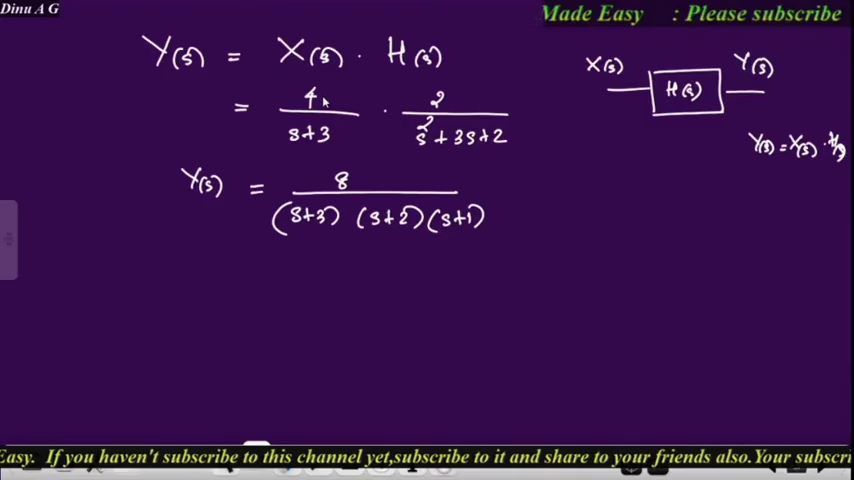 Dinu A G
Made Easy : Please subscribe
Y(s) = X(s) · H(s)
= 4/(s+3) · 2/(s²+3s+2)
Y(s) = 8/((s+3) (s+2)(s+1))
X(s) H(s) Y(s)
Y(s) = X(s) · H(s)
Easy. If you haven't subscribe to this channel yet,subscribe to it and share to your friends also.Your subscri